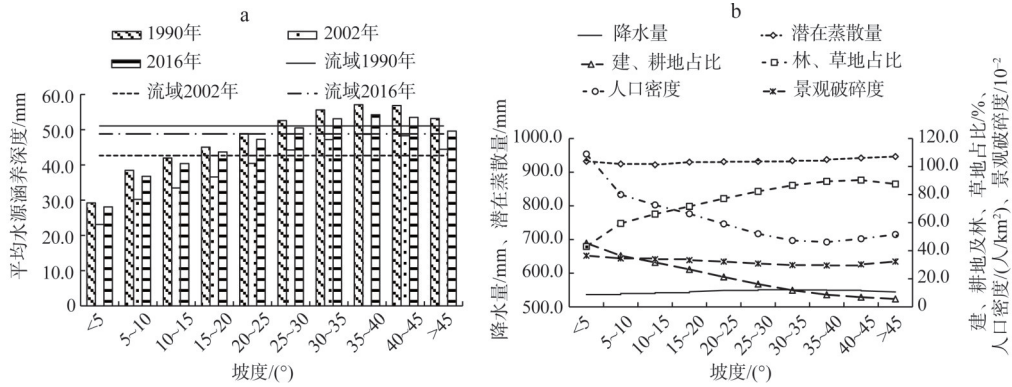 a
1990年 2002年
2016年 流域1990年
流域2002年 流域2016年
平均水源涵养深度/mm
60.0
50.0
40.0
30.0
20.0
10.0
0
<5 5~10 10~15 15~20 20~25 25~30 30~35 35~40 40~45 >45
坡度/(°)
b
降水量 潜在蒸散量
建、耕地占比 林、草地占比
人口密度 景观破碎度
降水量/mm、潜在蒸散量/mm
1000.0
900.0
800.0
700.0
600.0
500.0
120.0
100.0
80.0
60.0
40.0
20.0
0
建、耕地及林、草地占比/%、
人口密度/(人/km²)、景观破碎度/10⁻²
<5 5~10 10~15 15~20 20~25 25~30 30~35 35~40 40~45 >45
坡度/(°)